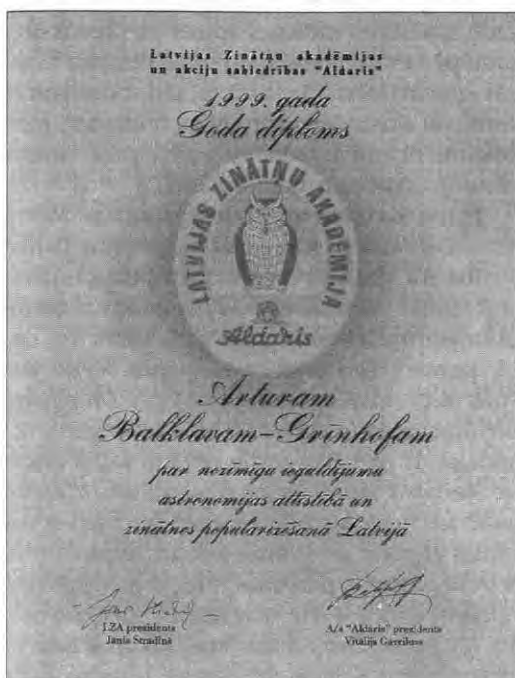 Latvijas Zinātņu akadēmijas
un akciju sabiedrības "Aldaris"
1999. gada
Goda diploms
LATVIJAS ZINĀTŅU AKADĒMIJA
Aldaris
Arturam
Balklavam-Grīnhofam
par nozīmīgu ieguldījumu
astronomijas attīstībā un
zinātnes popularizēšanā Latvijā
LZA prezidents
Jānis Stradiņš
A/s "Aldaris" prezidents
Vitālijs Gavrilovs